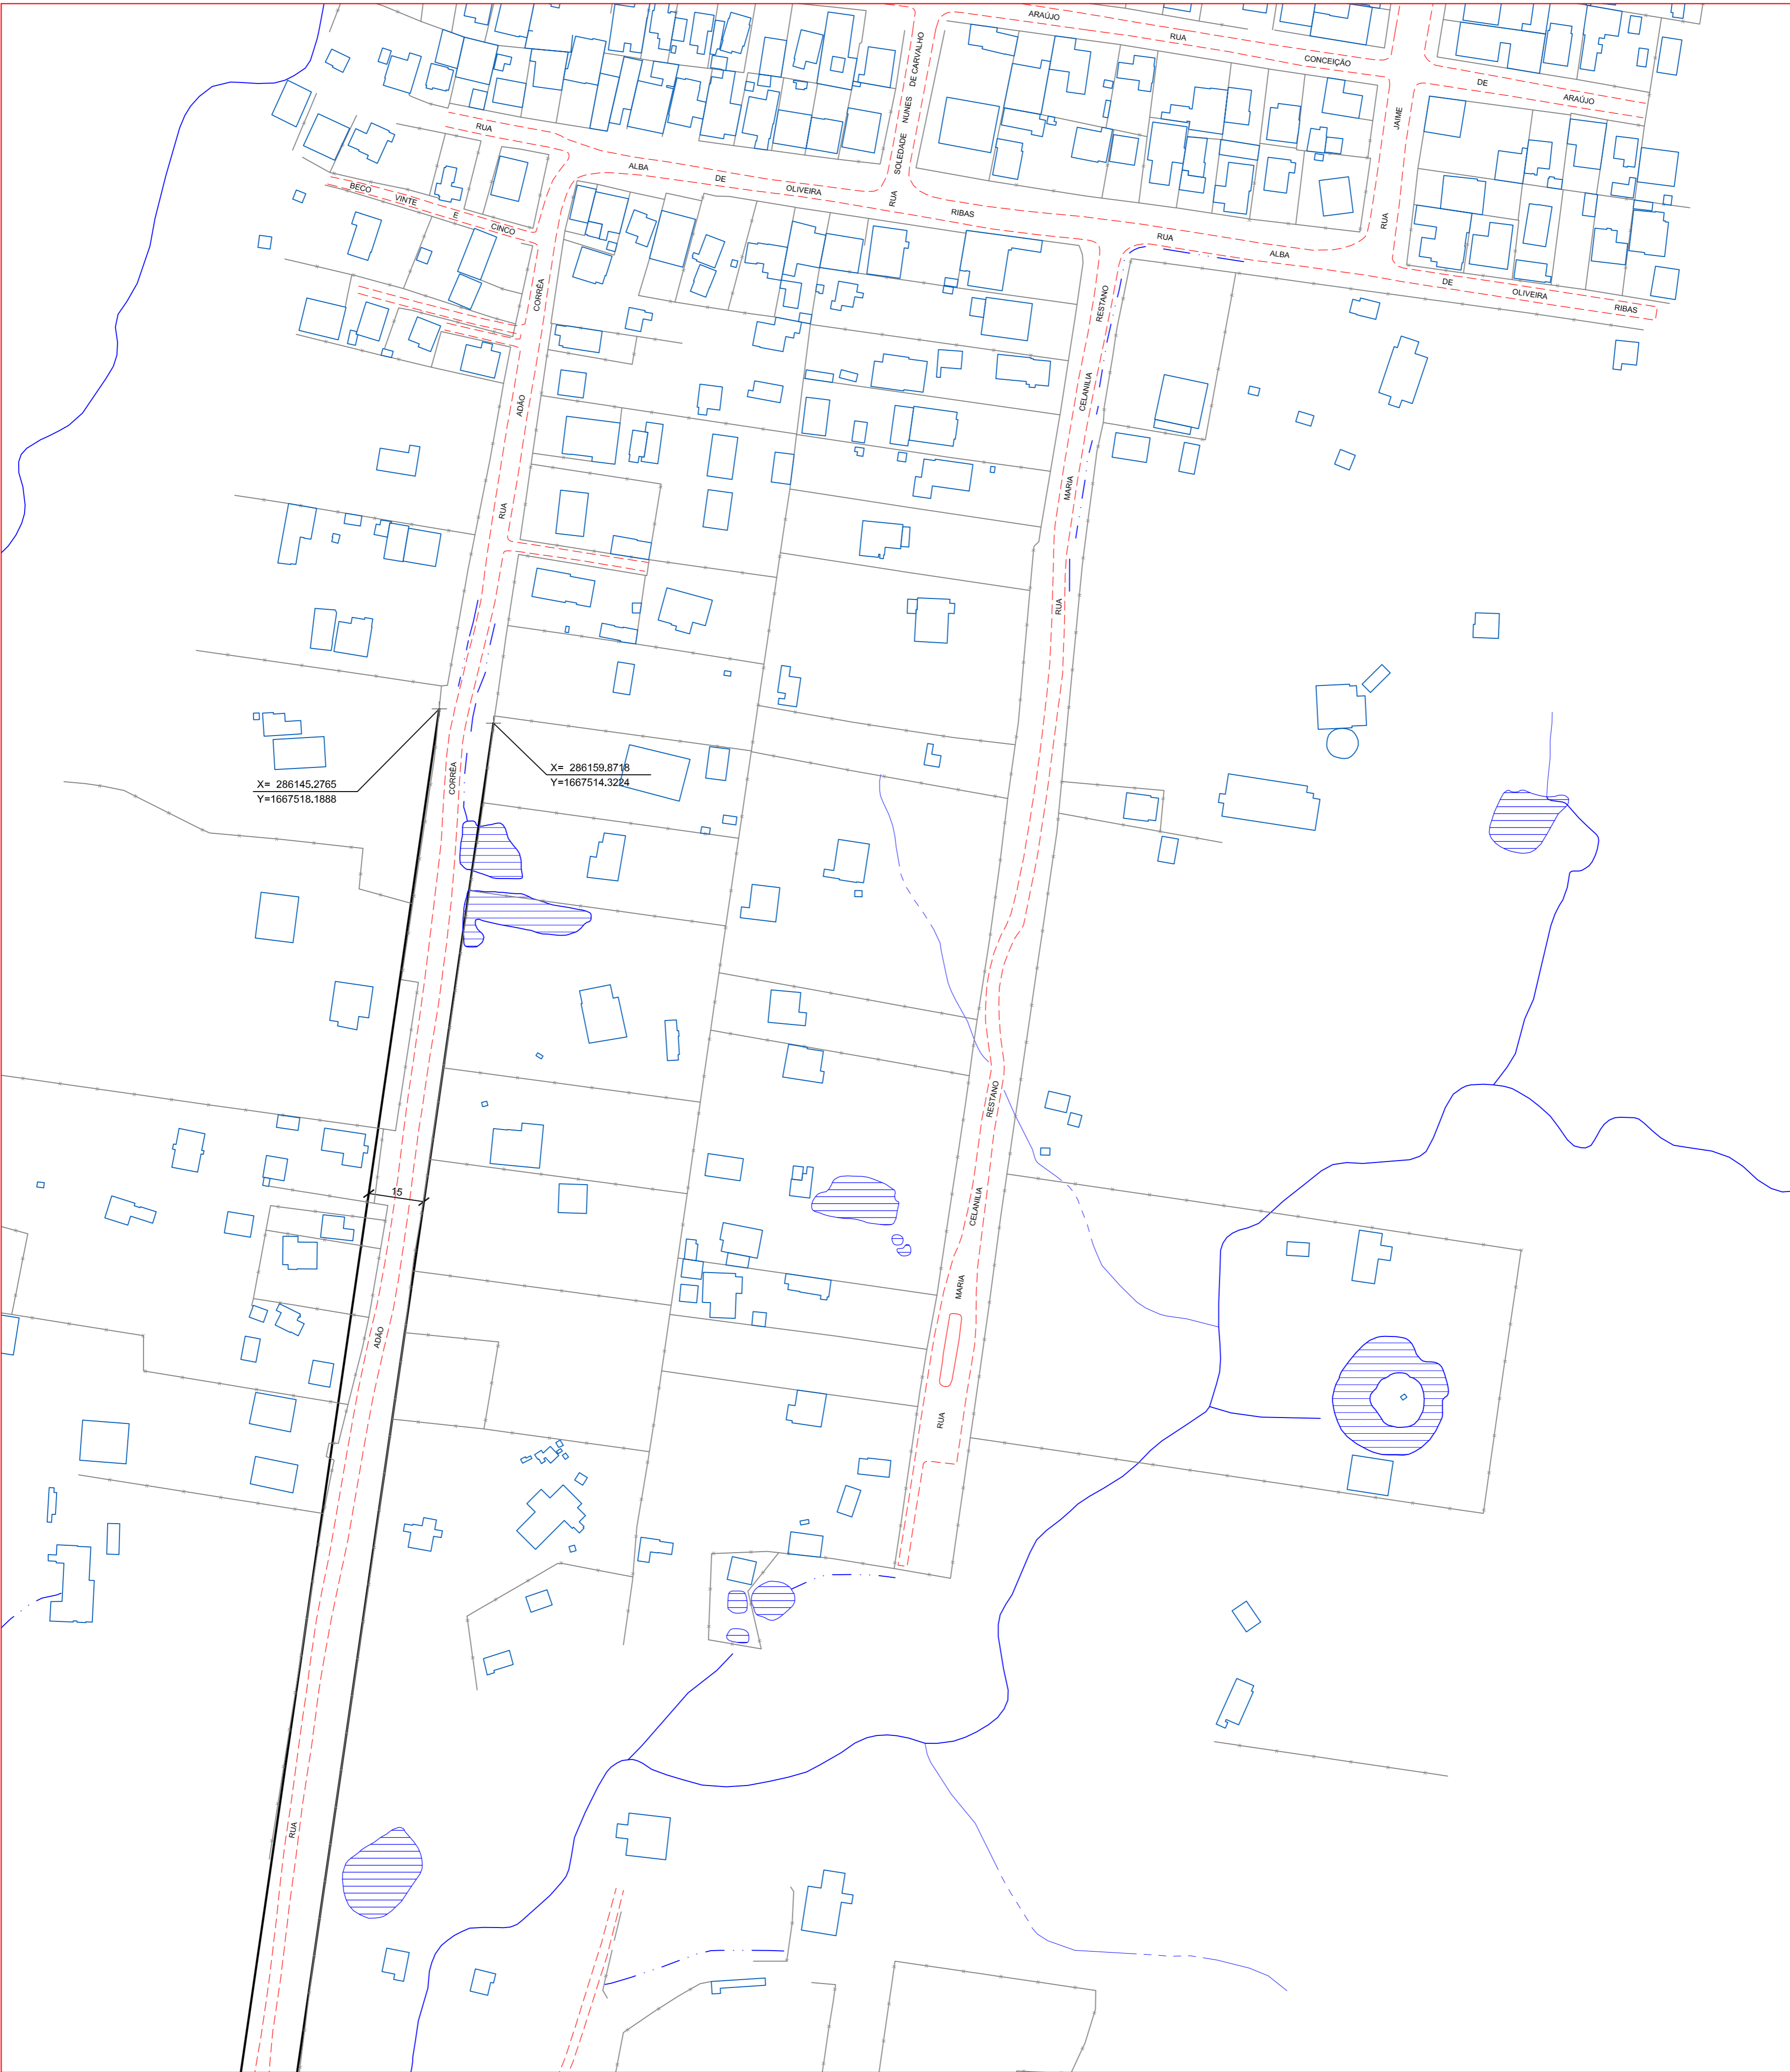 ARAÚJO
RUA
CONCEIÇÃO
DE
ARAÚJO
RUA SOLEDADE NUNES DE CARVALHO
RUA JAIME
RUA
ALBA
DE
OLIVEIRA
RIBAS
RUA
ALBA
DE
OLIVEIRA
RIBAS
BECO
VINTE
E
CINCO
CORRÊA
ADÃO
RUA
RESTANO
CELANILIA
MARIA
RUA
X= 286145.2765
Y=1667518.1888
X= 286159.8718
Y=1667514.3224
CORRÊA
RESTANO
CELANILIA
MARIA
RUA
15
ADÃO
RUA